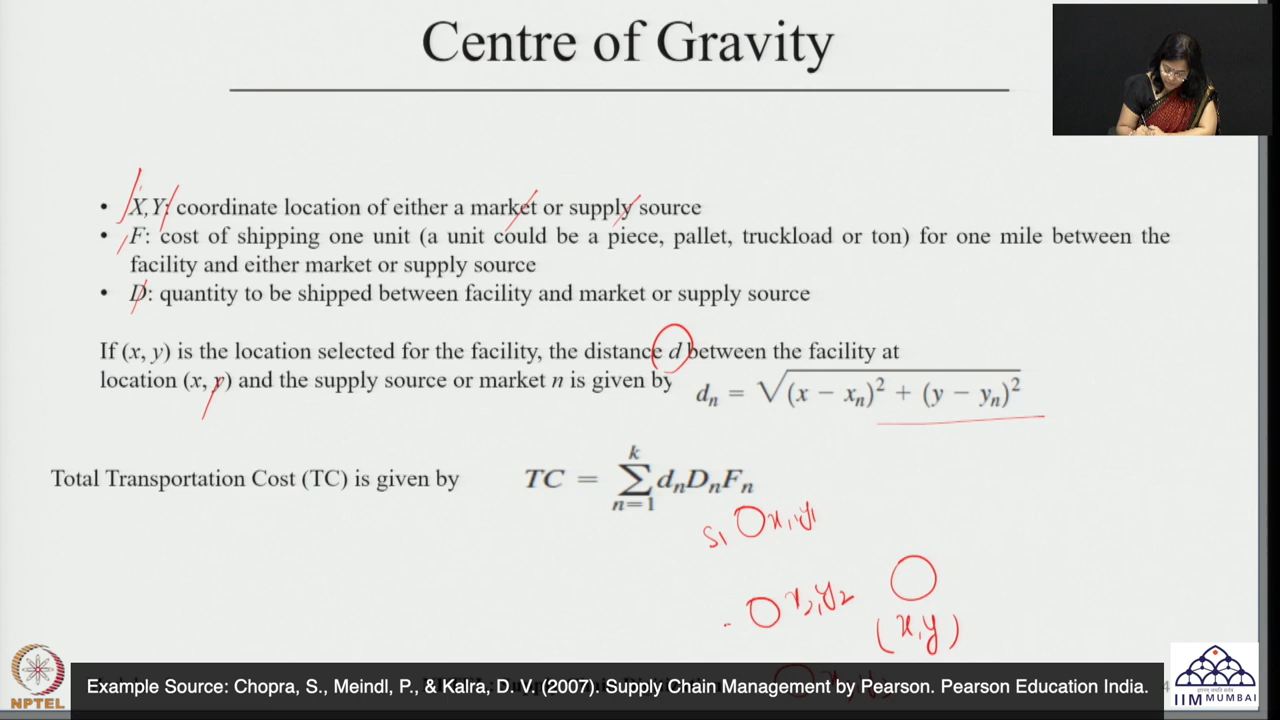 Centre of Gravity
• X, Y: coordinate location of either a market or supply source
• F: cost of shipping one unit (a unit could be a piece, pallet, truckload or ton) for one mile between the
facility and either market or supply source
• D: quantity to be shipped between facility and market or supply source
If (x, y) is the location selected for the facility, the distance d between the facility at
location (x, y) and the supply source or market n is given by dₙ = √(x − xₙ)² + (y − yₙ)²
Total Transportation Cost (TC) is given by TC = ∑ₙ₌₁ᵏ dₙDₙFₙ
S₁ x₁, y₁
x₂, y₂
(x, y)
Example Source: Chopra, S., Meindl, P., & Kalra, D. V. (2007). Supply Chain Management by Pearson. Pearson Education India.
NPTEL
IIM MUMBAI